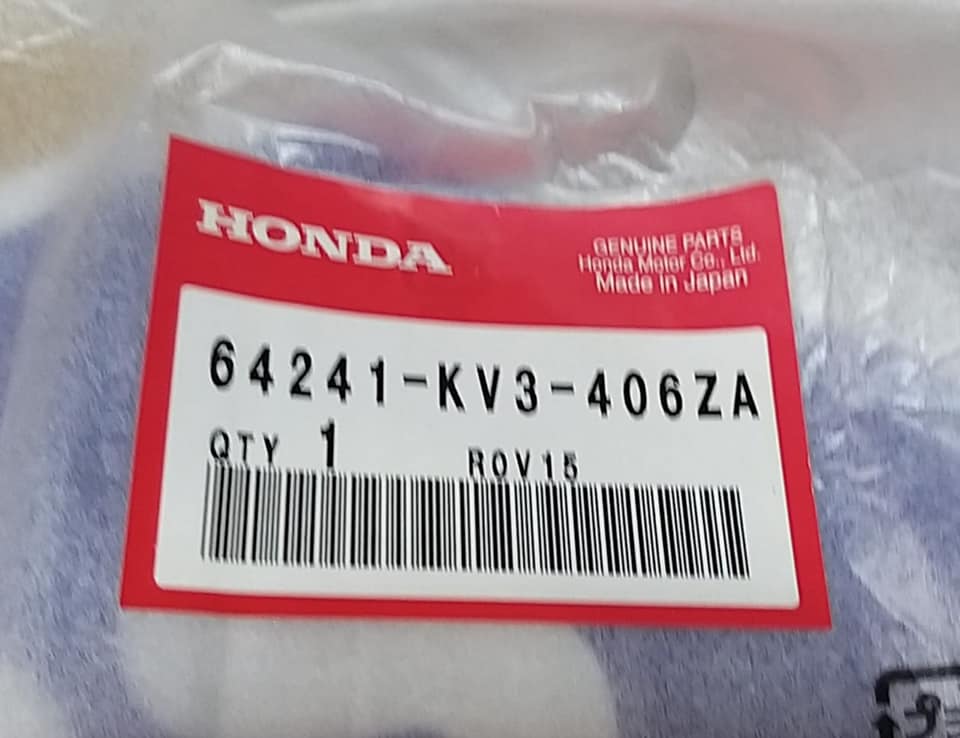 HONDA
GENUINE PARTS
Honda Motor Co., Ltd.
Made in Japan
64241-KV3-406ZA
QTY 1 ROV15